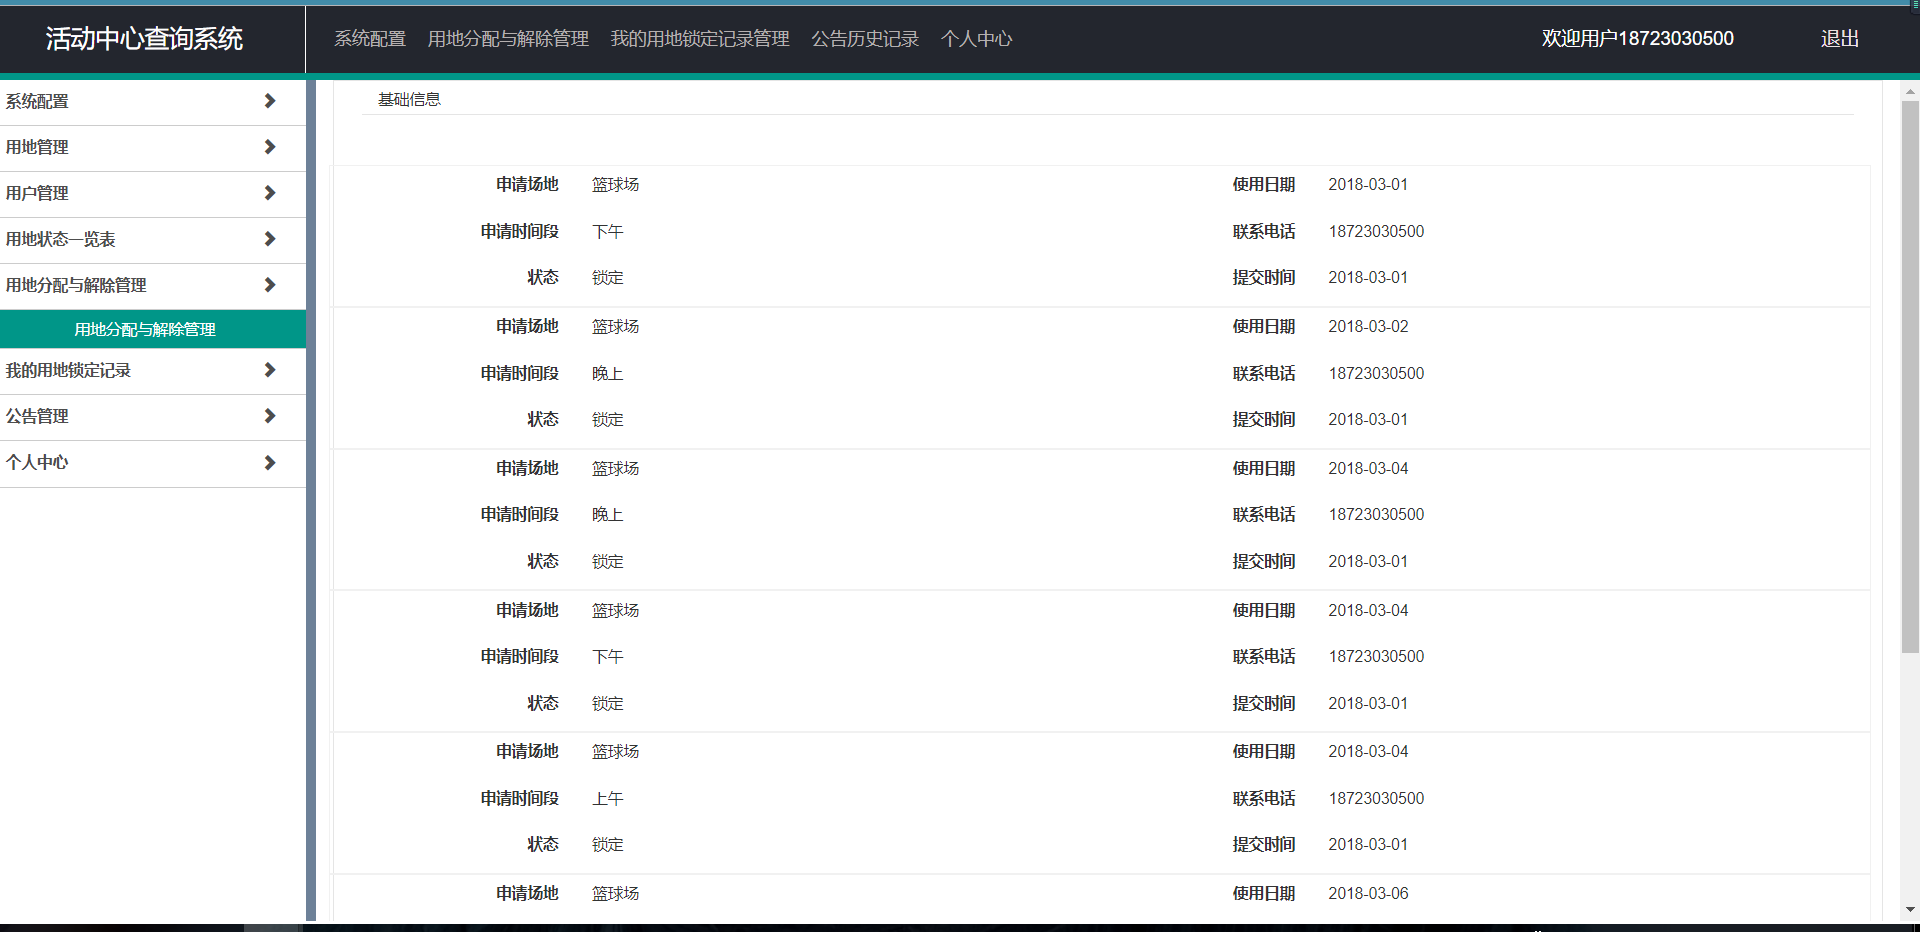 活动中心查询系统
系统配置 用地分配与解除管理 我的用地锁定记录管理 公告历史记录 个人中心
欢迎用户18723030500 退出
系统配置
用地管理
用户管理
用地状态一览表
用地分配与解除管理
用地分配与解除管理
我的用地锁定记录
公告管理
个人中心
基础信息
申请场地 篮球场 使用日期 2018-03-01
申请时间段 下午 联系电话 18723030500
状态 锁定 提交时间 2018-03-01
申请场地 篮球场 使用日期 2018-03-02
申请时间段 晚上 联系电话 18723030500
状态 锁定 提交时间 2018-03-01
申请场地 篮球场 使用日期 2018-03-04
申请时间段 晚上 联系电话 18723030500
状态 锁定 提交时间 2018-03-01
申请场地 篮球场 使用日期 2018-03-04
申请时间段 下午 联系电话 18723030500
状态 锁定 提交时间 2018-03-01
申请场地 篮球场 使用日期 2018-03-04
申请时间段 上午 联系电话 18723030500
状态 锁定 提交时间 2018-03-01
申请场地 篮球场 使用日期 2018-03-06